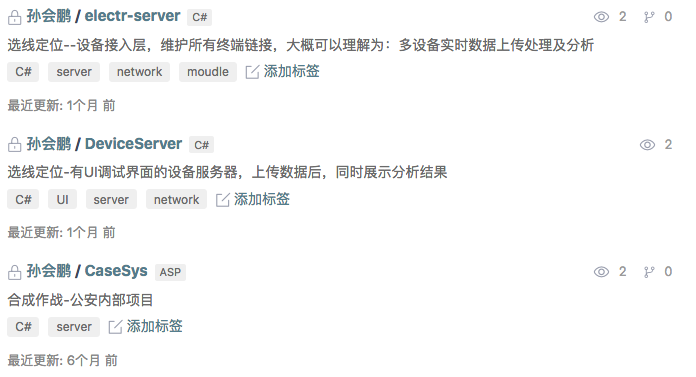 孙会鹏 / electr-server C# 2 0
选线定位--设备接入层，维护所有终端链接，大概可以理解为：多设备实时数据上传处理及分析
C# server network moudle 添加标签
最近更新: 1个月 前
孙会鹏 / DeviceServer C# 2
选线定位-有UI调试界面的设备服务器，上传数据后，同时展示分析结果
C# UI server network 添加标签
最近更新: 1个月 前
孙会鹏 / CaseSys ASP 2 0
合成作战-公安内部项目
C# server 添加标签
最近更新: 6个月 前